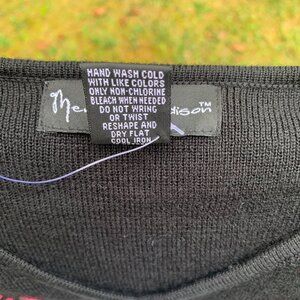 HAND WASH COLD
WITH LIKE COLORS
ONLY NON-CHLORINE
BLEACH WHEN NEEDED
DO NOT WRING
OR TWIST
RESHAPE AND
DRY FLAT
COOL IRON